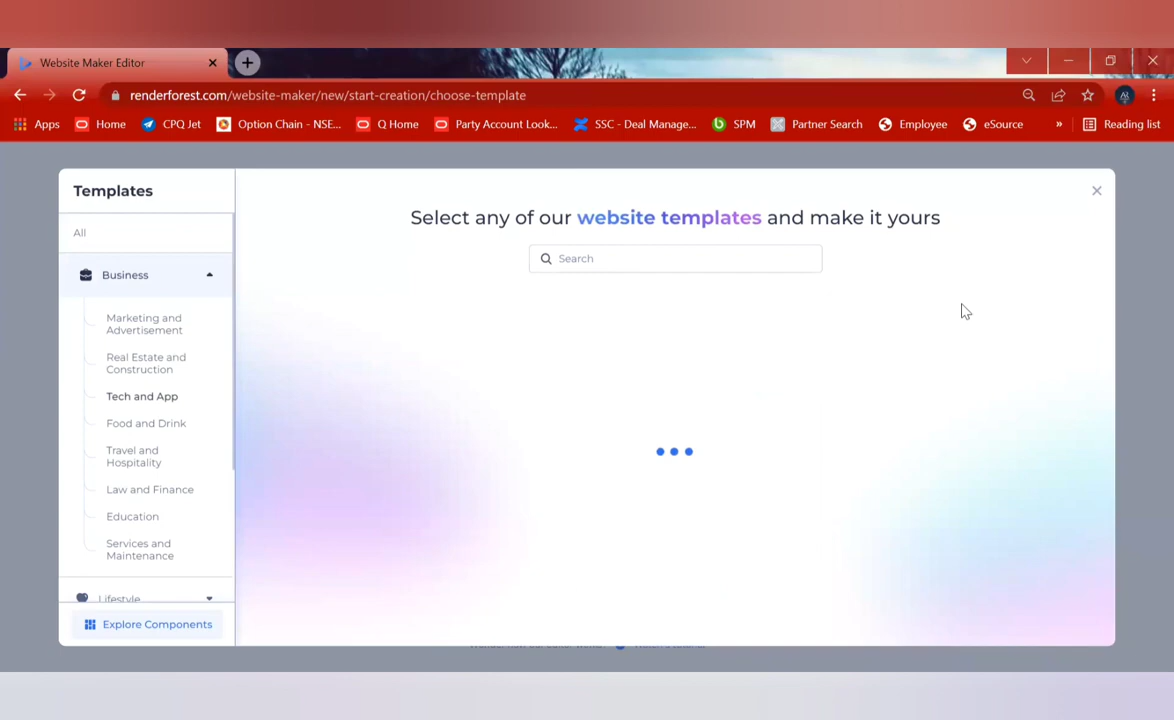 Website Maker Editor
renderforest.com/website-maker/new/start-creation/choose-template
Apps Home CPQ Jet Option Chain - NSE... Q Home Party Account Look... SSC - Deal Manage... SPM Partner Search Employee eSource » Reading list
Templates
All
Business
Marketing and
Advertisement
Real Estate and
Construction
Tech and App
Food and Drink
Travel and
Hospitality
Law and Finance
Education
Services and
Maintenance
Lifestyle
Explore Components
Select any of our website templates and make it yours
Search